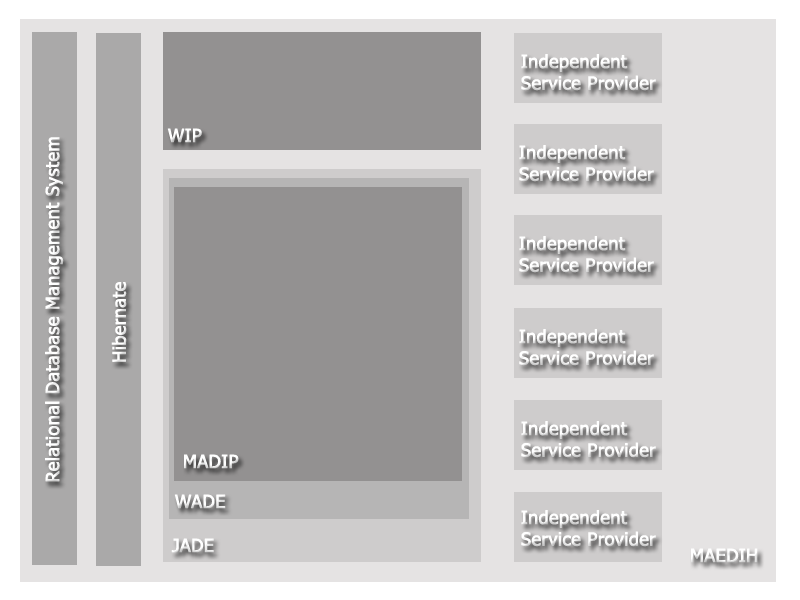 Relational Database Management System
Hibernate
WIP
MADIP
WADE
JADE
Independent
Service Provider
Independent
Service Provider
Independent
Service Provider
Independent
Service Provider
Independent
Service Provider
Independent
Service Provider
MAEDIH